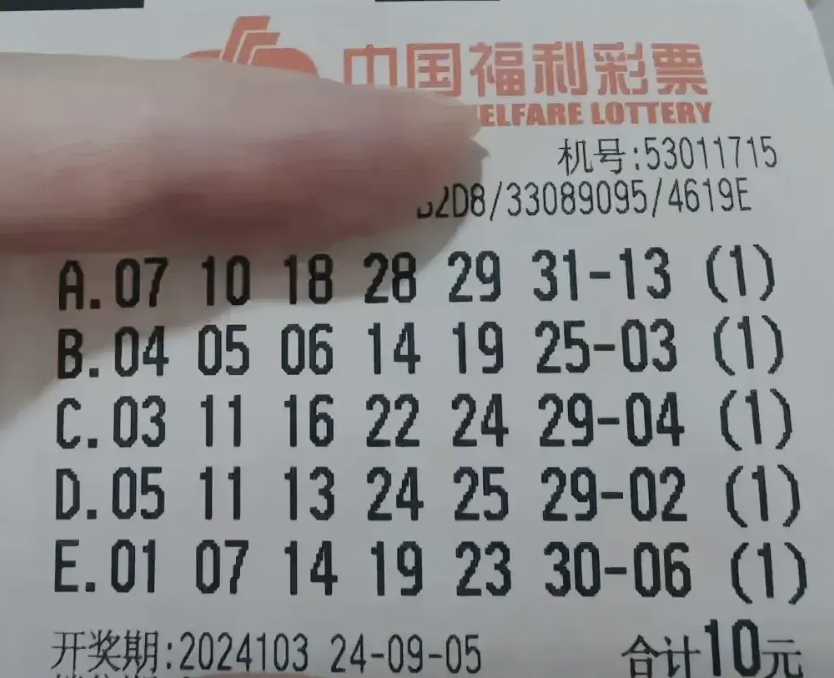 中国福利彩票
ELFARE LOTTERY
机号:53011715
2D8/33089095/4619E
A.07 10 18 28 29 31-13 (1)
B.04 05 06 14 19 25-03 (1)
C.03 11 16 22 24 29-04 (1)
D.05 11 13 24 25 29-02 (1)
E.01 07 14 19 23 30-06 (1)
开奖期:2024103 24-09-05 合计10元